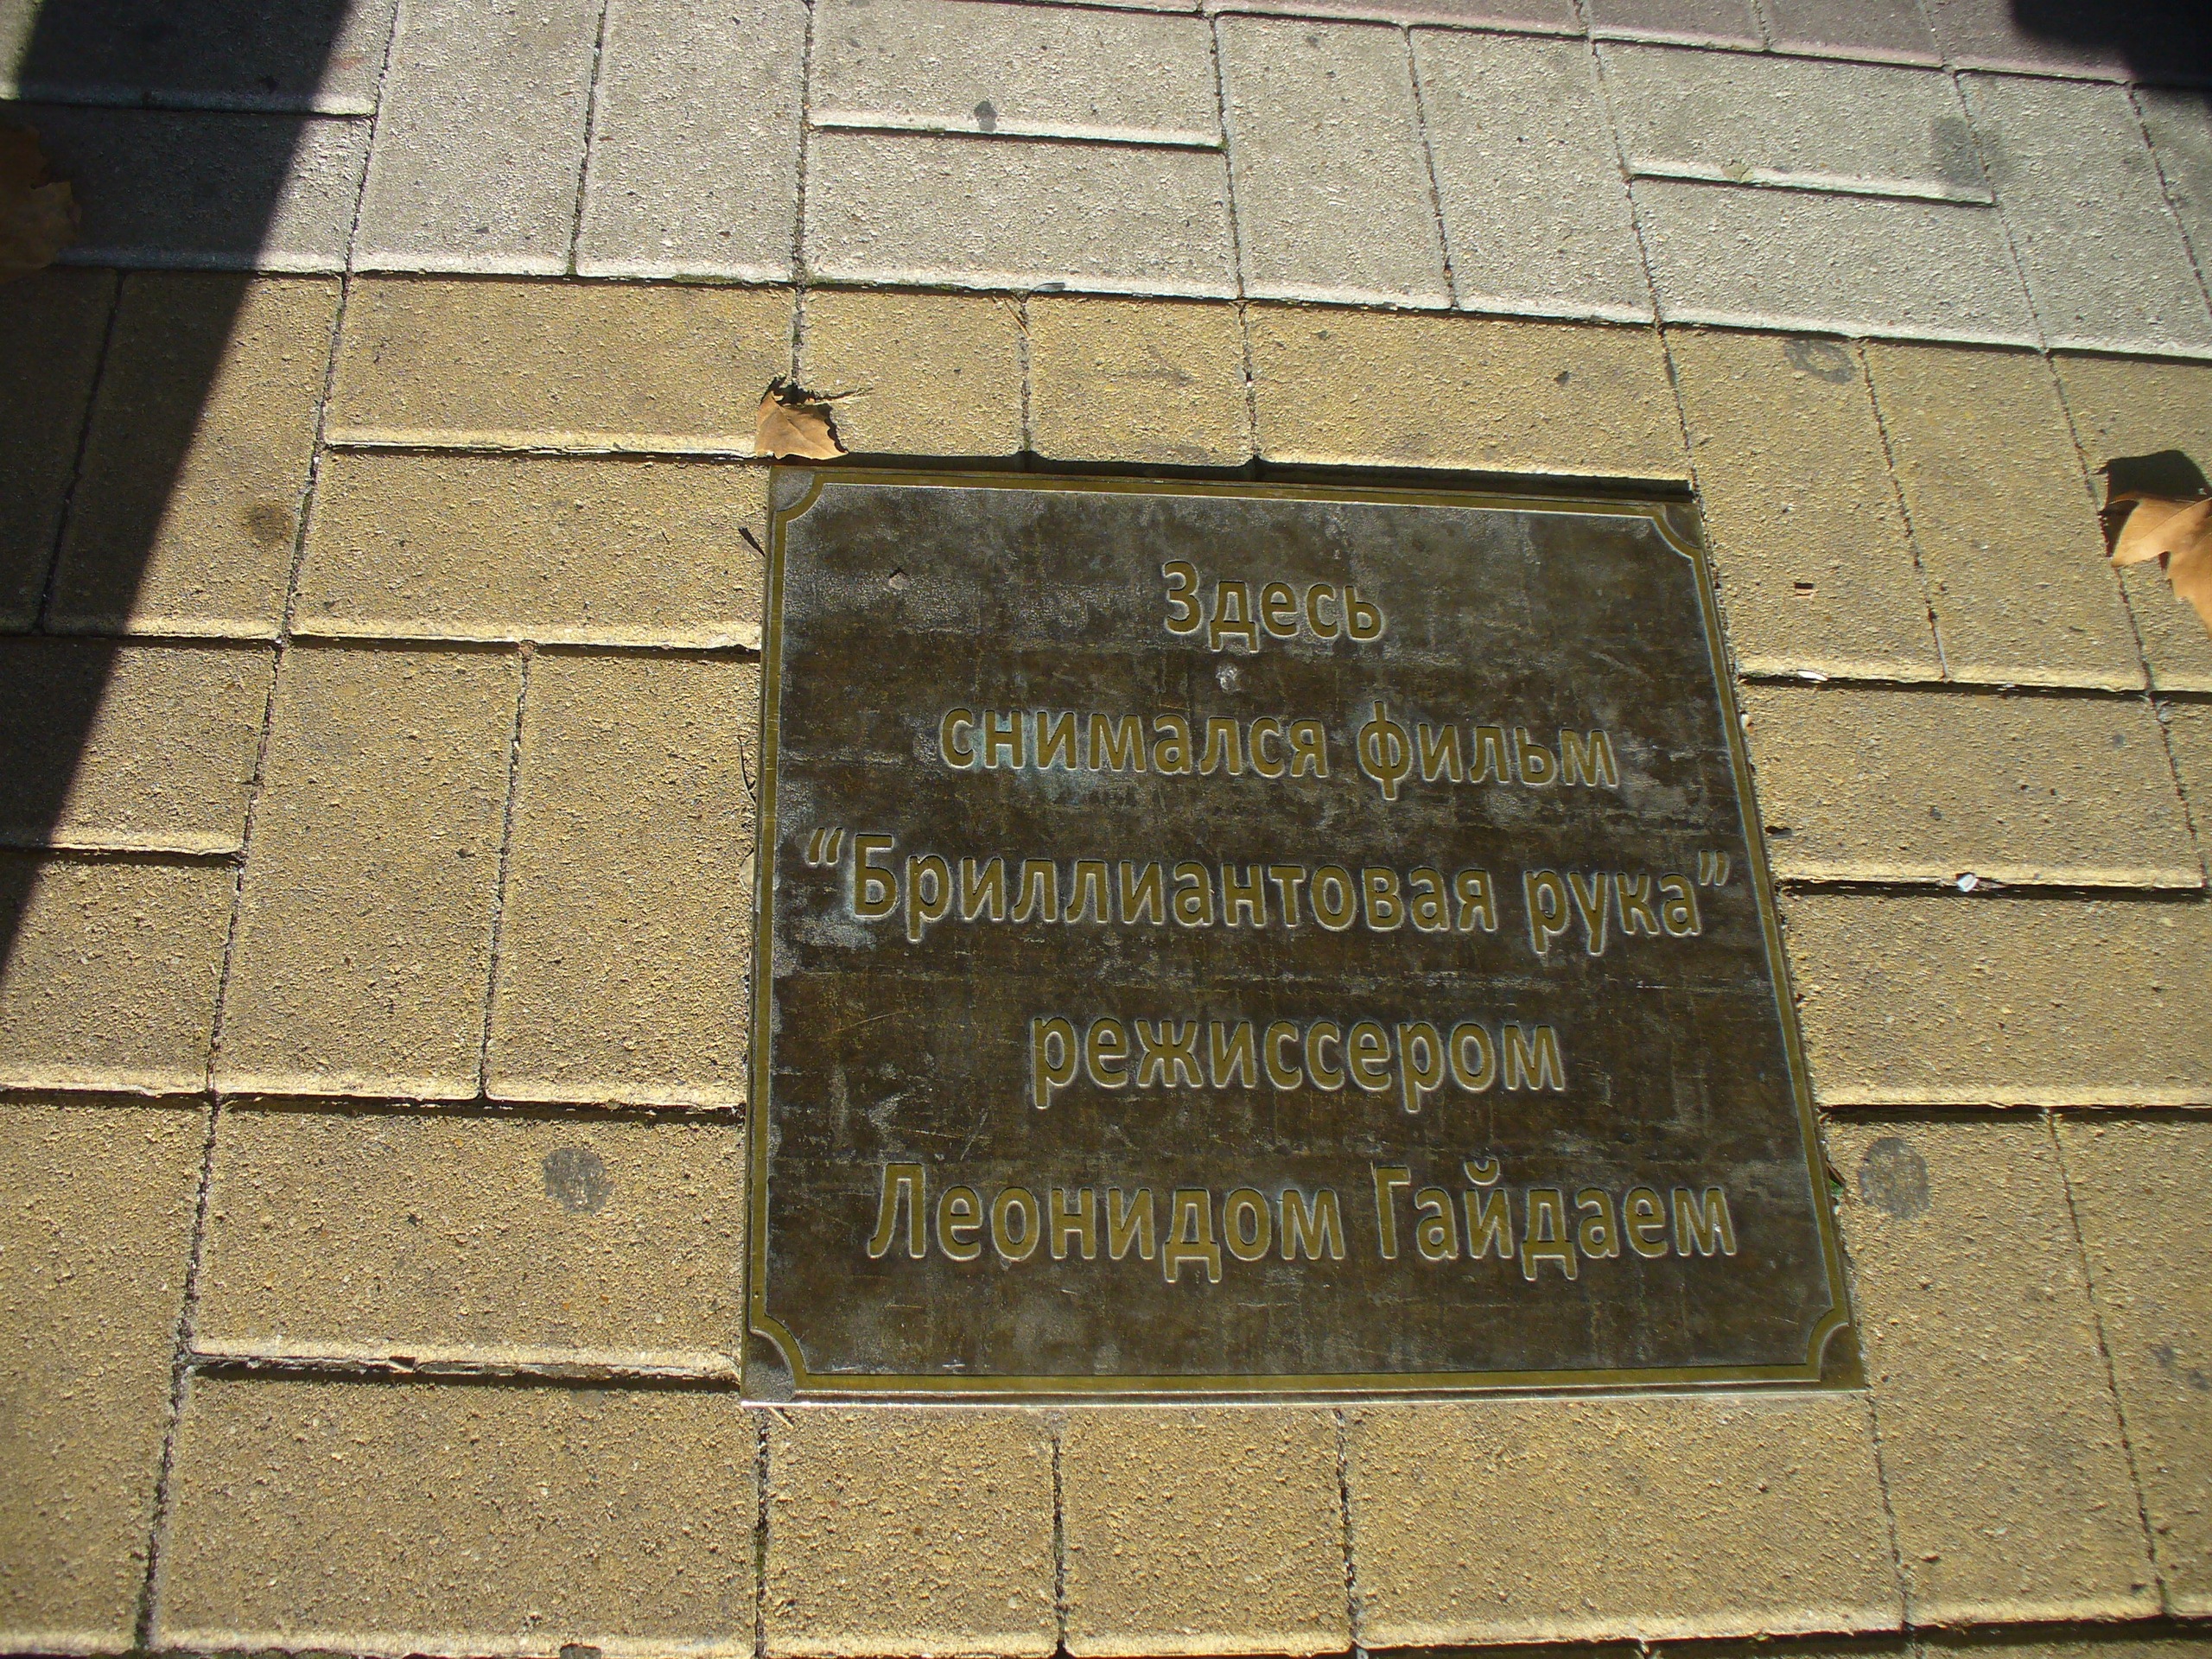 Здесь
снимался фильм
“Бриллиантовая рука”
режиссером
Леонидом Гайдаем